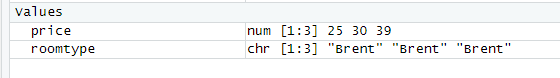 Values
price num [1:3] 25 30 39
roomtype chr [1:3] "Brent" "Brent" "Brent"